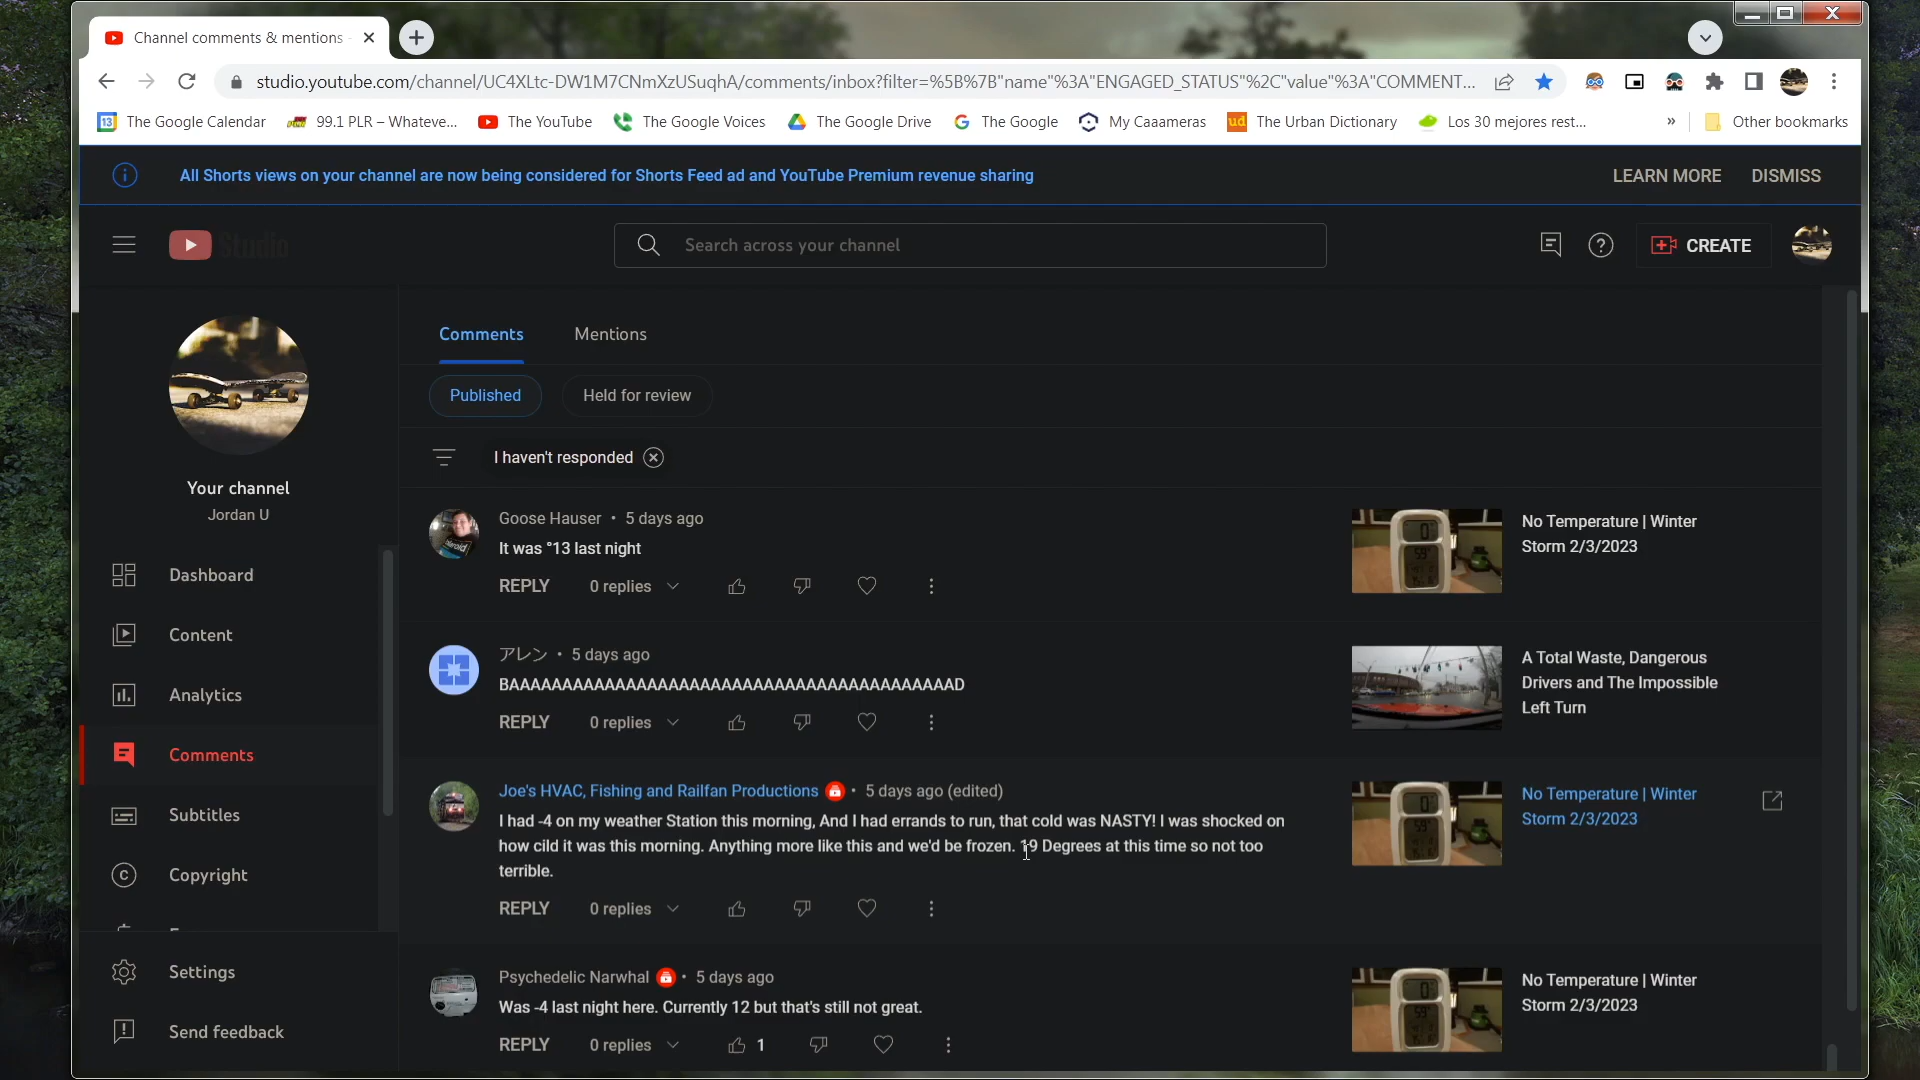 Channel comments & mentions -
studio.youtube.com/channel/UC4XLtc-DW1M7CNmXzUSuqhA/comments/inbox?filter=%5B%7B"name"%3A"ENGAGED_STATUS"%2C"value"%3A"COMMENT...
13 The Google Calendar
99.1 PLR – Whateve...
The YouTube
The Google Voices
The Google Drive
The Google
My Caaameras
ud The Urban Dictionary
Los 30 mejores rest...
»
Other bookmarks
All Shorts views on your channel are now being considered for Shorts Feed ad and YouTube Premium revenue sharing
LEARN MORE
DISMISS
Studio
Search across your channel
CREATE
Your channel
Jordan U
Dashboard
Content
Analytics
Comments
Subtitles
Copyright
Settings
Send feedback
Comments
Mentions
Published
Held for review
I haven't responded
Goose Hauser • 5 days ago
It was °13 last night
REPLY 0 replies
No Temperature | Winter
Storm 2/3/2023
アレン • 5 days ago
BAAAAAAAAAAAAAAAAAAAAAAAAAAAAAAAAAAAAAAAAAD
REPLY 0 replies
A Total Waste, Dangerous
Drivers and The Impossible
Left Turn
Joe's HVAC, Fishing and Railfan Productions • 5 days ago (edited)
I had -4 on my weather Station this morning, And I had errands to run, that cold was NASTY! I was shocked on
how cild it was this morning. Anything more like this and we'd be frozen. 19 Degrees at this time so not too
terrible.
REPLY 0 replies
No Temperature | Winter
Storm 2/3/2023
Psychedelic Narwhal • 5 days ago
Was -4 last night here. Currently 12 but that's still not great.
REPLY 0 replies 1
No Temperature | Winter
Storm 2/3/2023